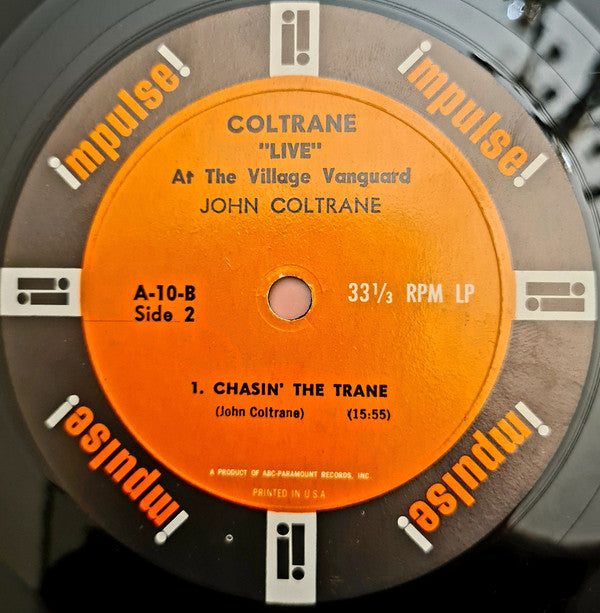 impulse!
i!
impulse!
COLTRANE
"LIVE"
At The Village Vanguard
JOHN COLTRANE
i!
i!
A-10-B
Side 2
33⅓ RPM LP
1. CHASIN' THE TRANE
(John Coltrane) (15:55)
A PRODUCT OF ABC-PARAMOUNT RECORDS, INC.
PRINTED IN U.S.A
impulse!
i!
impulse!